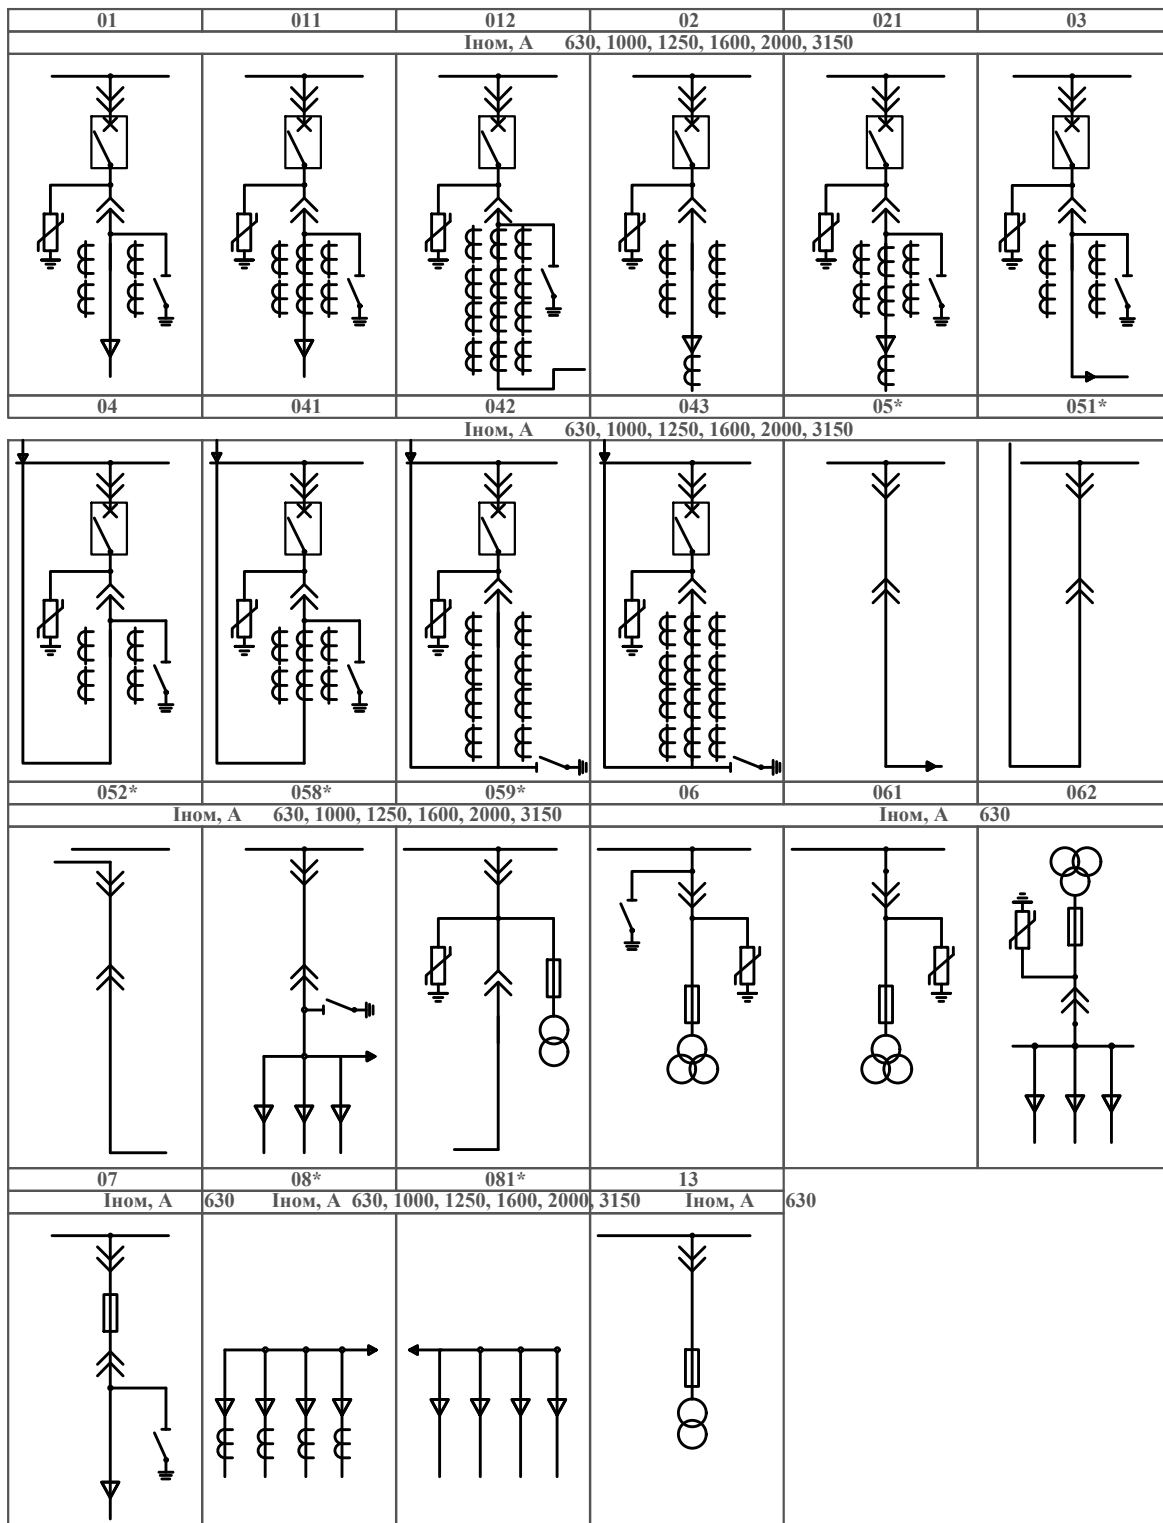 01 011 012 02 021 03
Iном, А 630, 1000, 1250, 1600, 2000, 3150
04 041 042 043 05* 051*
Iном, А 630, 1000, 1250, 1600, 2000, 3150
052* 058* 059* 06 061 062
Iном, А 630, 1000, 1250, 1600, 2000, 3150 Iном, А 630
07 08* 081* 13
Iном, А 630 Iном, А 630, 1000, 1250, 1600, 2000, 3150 Iном, А 630